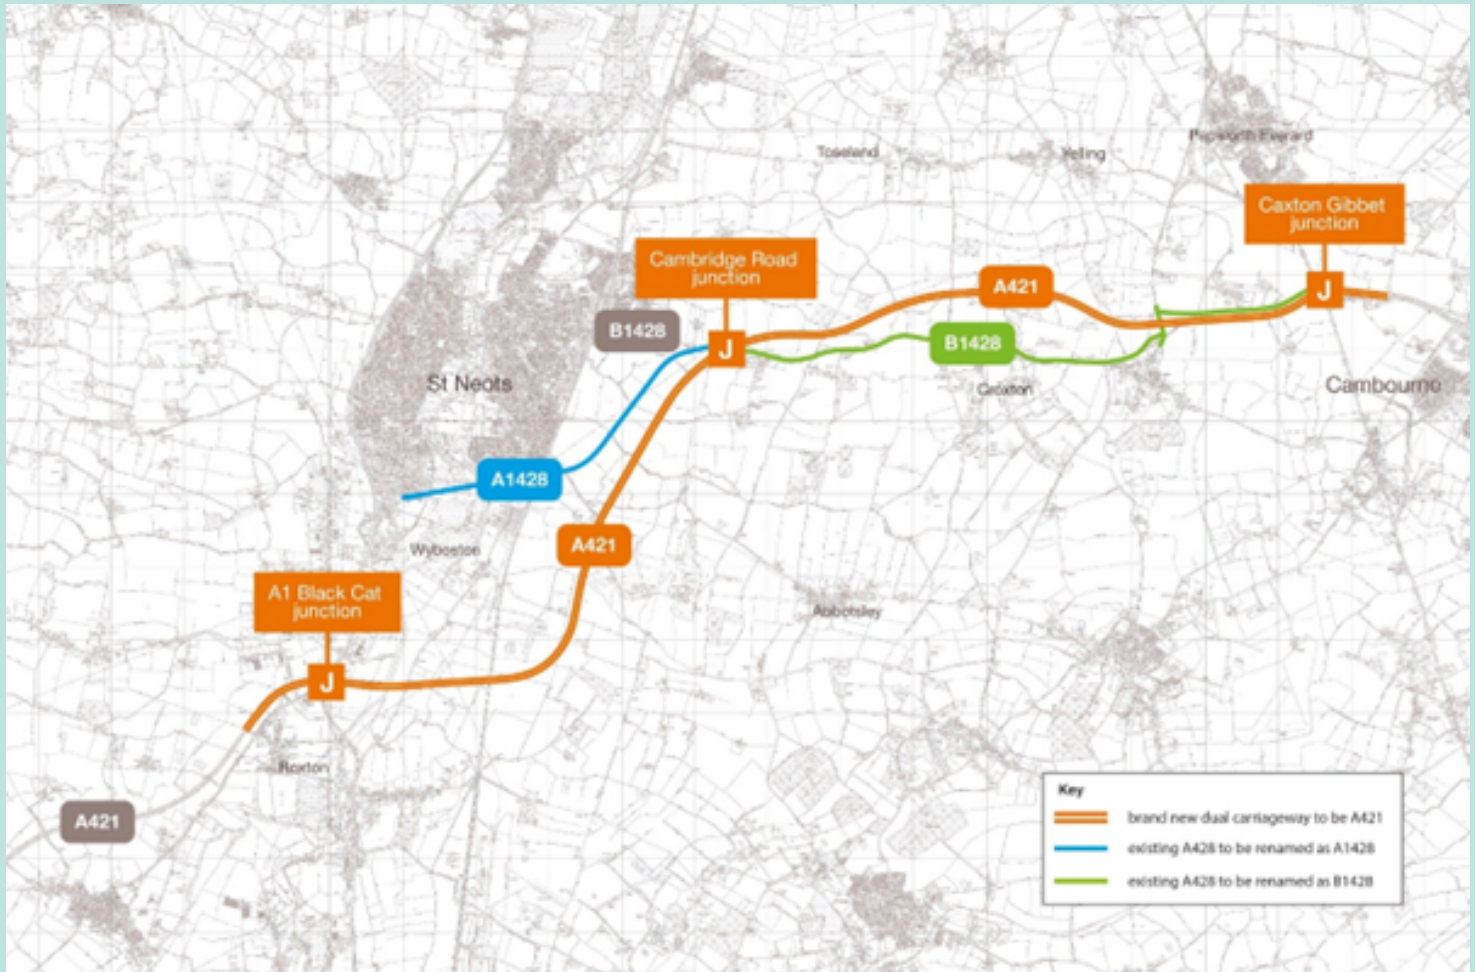 Toseland
Yelling
Papworth Everard
Caxton Gibbet
junction
J
Cambridge Road
junction
J
A421
B1428
B1428
St Neots
Croxton
Cambourne
A1428
A421
Wyboston
A1 Black Cat
junction
J
Abbotsley
Roxton
A421
Key
brand new dual carriageway to be A421
existing A428 to be renamed as A1428
existing A428 to be renamed as B1428